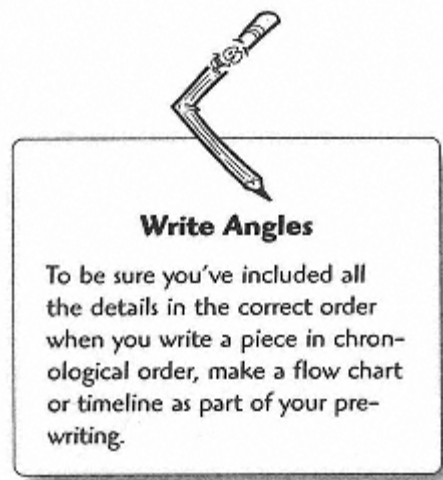 Write Angles
To be sure you've included all
the details in the correct order
when you write a piece in chron-
ological order, make a flow chart
or timeline as part of your pre-
writing.